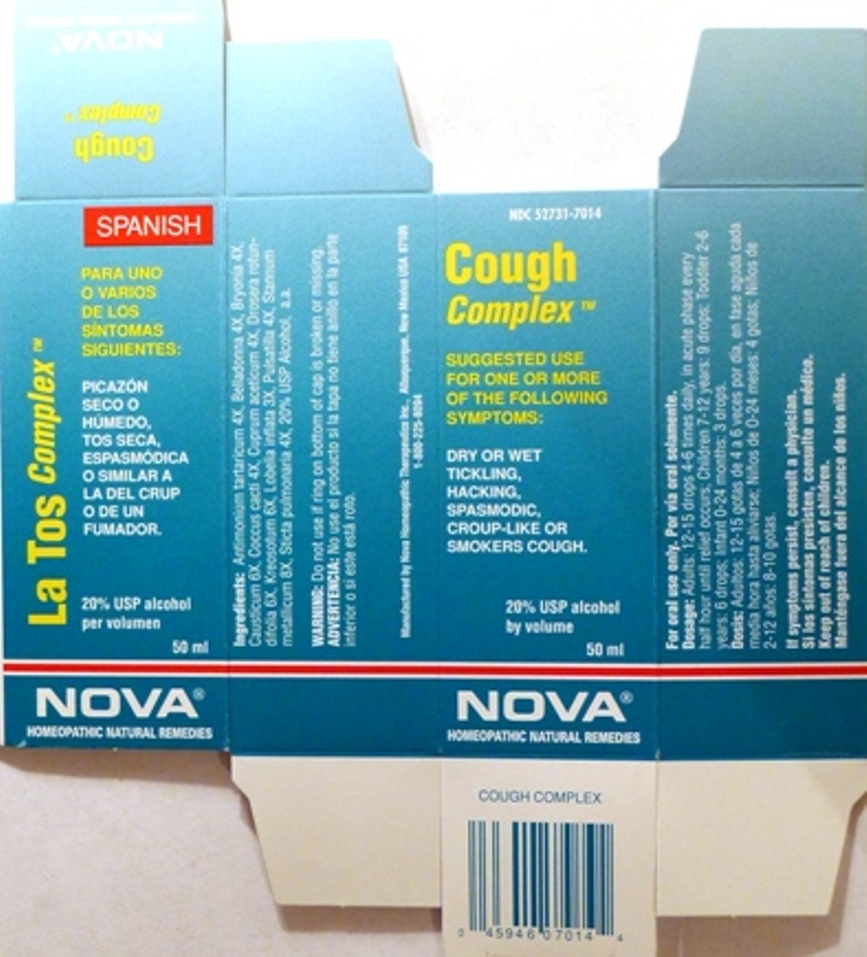 NOVA®
Cough
Complex™
SPANISH
La Tos Complex™
PARA UNO
O VARIOS
DE LOS
SÍNTOMAS
SIGUIENTES:
PICAZÓN
SECO O
HÚMEDO,
TOS SECA,
ESPASMÓDICA
O SIMILAR A
LA DEL CRUP
O DE UN
FUMADOR.
20% USP alcohol
per volumen
50 ml
NOVA®
HOMEOPATHIC NATURAL REMEDIES
Ingredients: Antimonium tartaricum 4X, Belladonna 4X, Bryonia 4X,
Causticum 6X, Coccus cacti 4X, Cuprum aceticum 4X, Drosera rotun-
difolia 6X, Kreosotum 6X, Lobelia inflata 3X, Pulsatilla 4X, Stannum
metallicum 8X, Sticta pulmonaria 4X, 20% USP Alcohol, a.a.
WARNING: Do not use if ring on bottom of cap is broken or missing.
ADVERTENCIA: No use el producto si la tapa no tiene anillo en la parte
inferior o si este está roto.
Manufactured by Nova Homeopathic Therapeutics Inc., Albuquerque, New Mexico USA 87109
1-800-225-8094
NDC 52731-7014
Cough
Complex™
SUGGESTED USE
FOR ONE OR MORE
OF THE FOLLOWING
SYMPTOMS:
DRY OR WET
TICKLING,
HACKING,
SPASMODIC,
CROUP-LIKE OR
SMOKERS COUGH.
20% USP alcohol
by volume
50 ml
NOVA®
HOMEOPATHIC NATURAL REMEDIES
For oral use only. Por via oral solamente.
Dosage: Adults: 12-15 drops 4-6 times daily, in acute phase every
half hour until relief occurs; Children 7-12 years: 9 drops; Toddler 2-6
years: 6 drops; Infant 0-24 months: 3 drops.
Dosis: Adultos: 12-15 gotas de 4 a 6 veces por día, en fase aguda cada
media hora hasta aliviarse; Niños de 0-24 meses: 4 gotas; Niños de
2-12 años: 8-10 gotas.
If symptoms persist, consult a physician.
Si los síntomas presisten, consulte un médico.
Keep out of reach of children.
Manténgase fuera del alcance de los niños.
COUGH COMPLEX
0 45946 07014 4